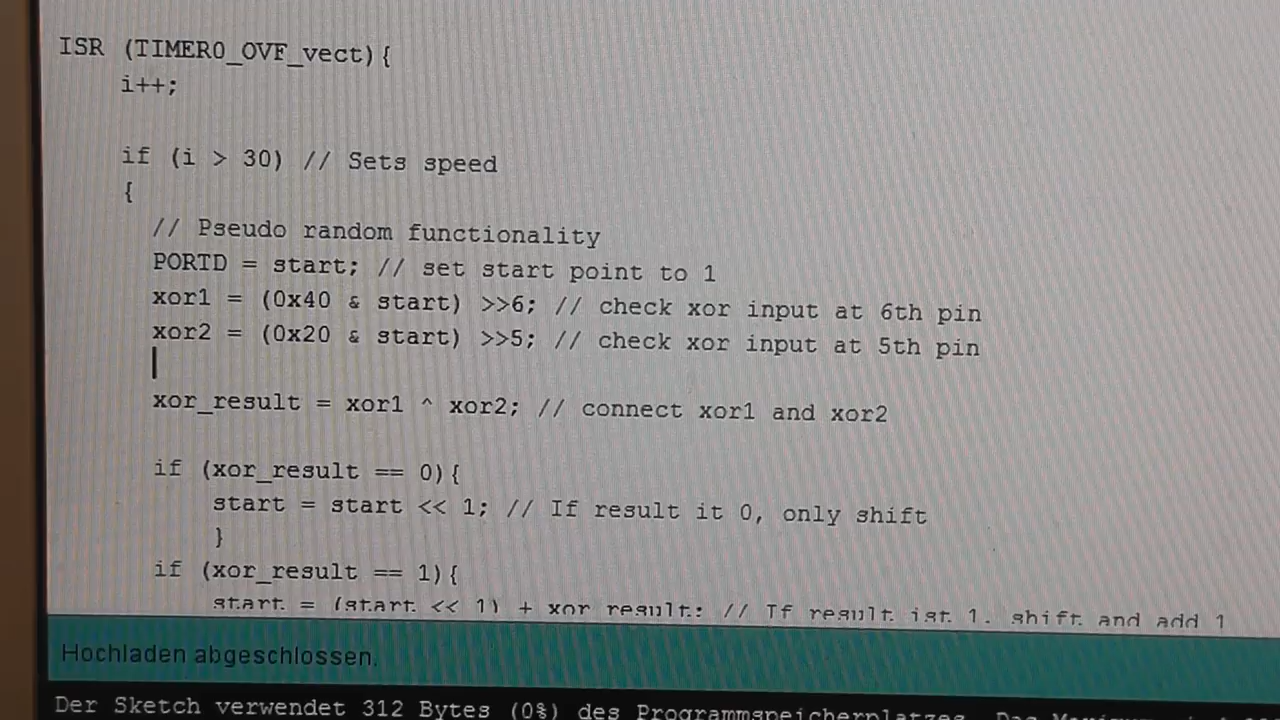 ISR (TIMER0_OVF_vect){
i++;
if (i > 30) // Sets speed
{
// Pseudo random functionality
PORTD = start; // set start point to 1
xor1 = (0x40 & start) >>6; // check xor input at 6th pin
xor2 = (0x20 & start) >>5; // check xor input at 5th pin
xor_result = xor1 ^ xor2; // connect xor1 and xor2
if (xor_result == 0){
start = start << 1; // If result it 0, only shift
}
if (xor_result == 1){
start = (start << 1) + xor_result; // If result ist 1, shift and add 1
Hochladen abgeschlossen.
Der Sketch verwendet 312 Bytes (0%) des Programmspeicherplatzes. Das